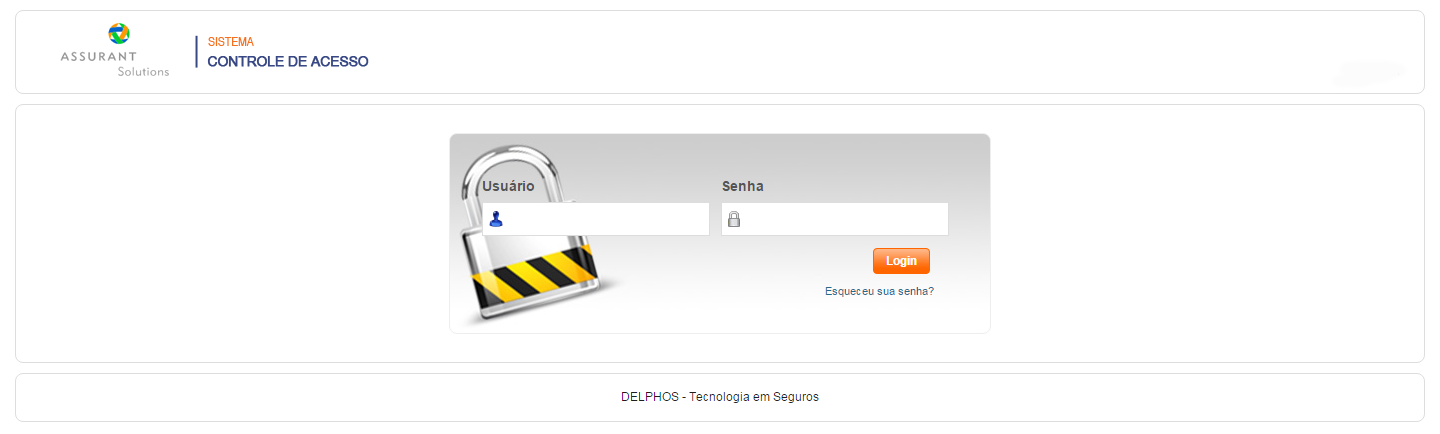 ASSURANT
Solutions
SISTEMA
CONTROLE DE ACESSO
Usuário
Senha
Login
Esqueceu sua senha?
DELPHOS - Tecnologia em Seguros